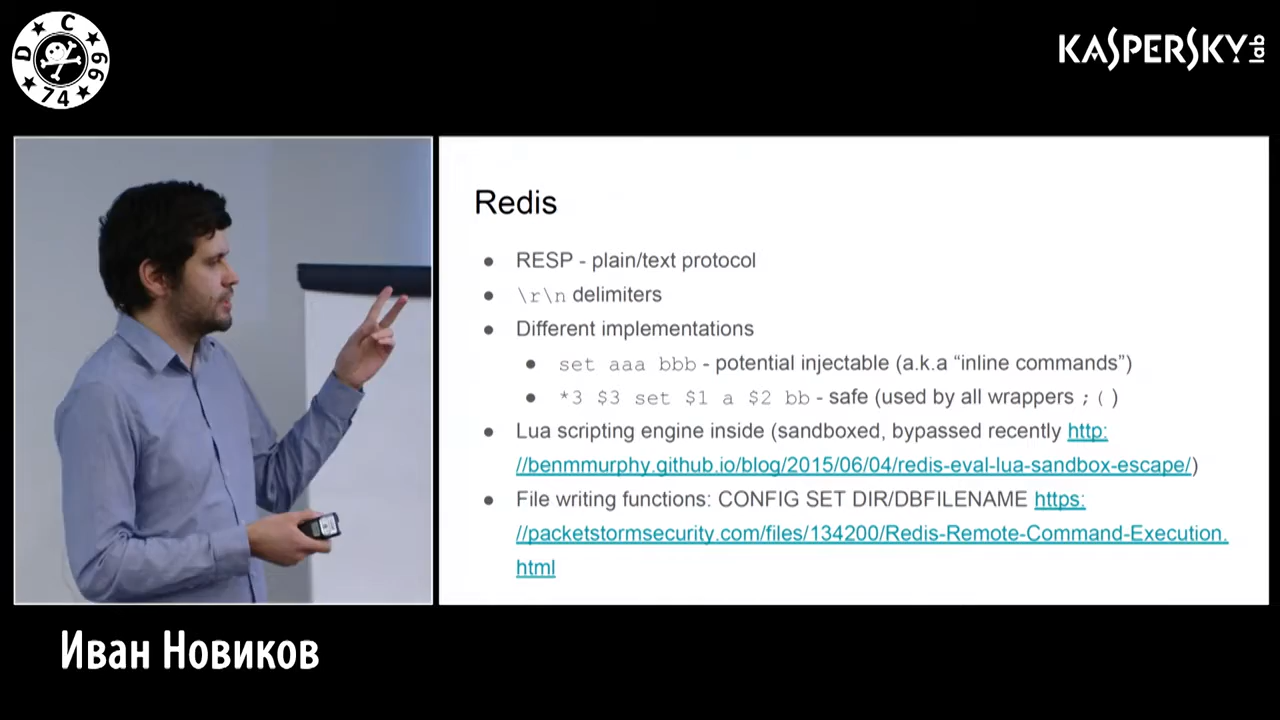 DC 7499
KASPERSKY lab
Redis
RESP - plain/text protocol
\r\n delimiters
Different implementations
set aaa bbb - potential injectable (a.k.a “inline commands”)
*3 $3 set $1 a $2 bb - safe (used by all wrappers ;( )
Lua scripting engine inside (sandboxed, bypassed recently http:
//benmmurphy.github.io/blog/2015/06/04/redis-eval-lua-sandbox-escape/)
File writing functions: CONFIG SET DIR/DBFILENAME https:
//packetstormsecurity.com/files/134200/Redis-Remote-Command-Execution.
html
Иван Новиков